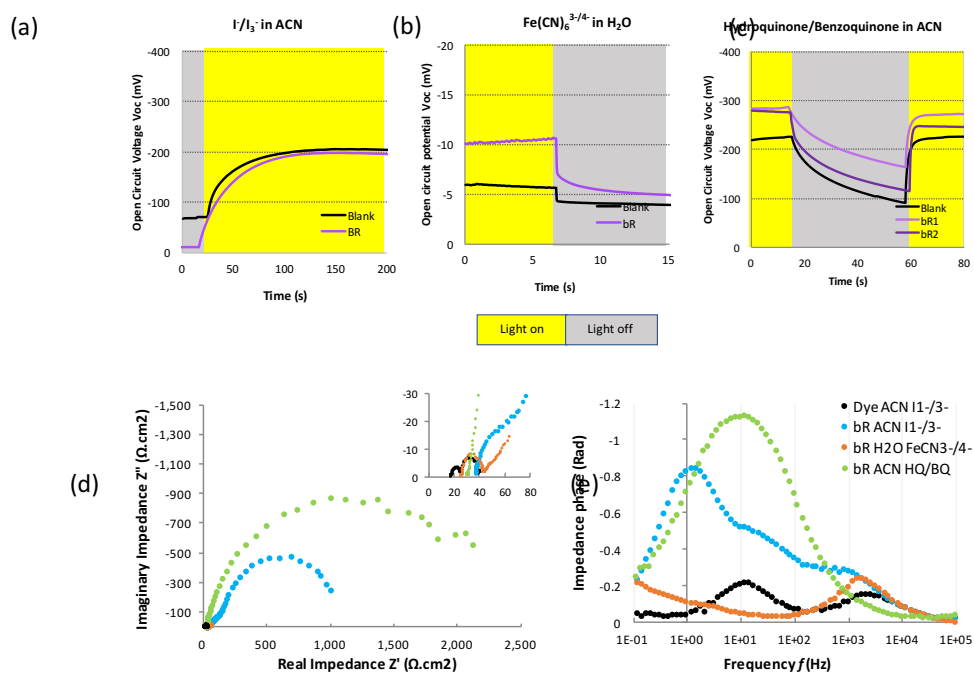 (a)
I⁻/I₃⁻ in ACN
Open Circuit Voltage Voc (mV)
-400
-300
-200
-100
0
0 50 100 150 200
Time (s)
Blank
BR
(b)
Fe(CN)₆³⁻/⁴⁻ in H₂O
Open Circuit potential Voc (mV)
-20
-15
-10
-5
0
0 5 10 15
Time (s)
Blank
bR
(c)
Hydroquinone/Benzoquinone in ACN
Open Circuit Voltage Voc (mV)
-400
-300
-200
-100
0
0 20 40 60 80
Time (s)
Blank
bR1
bR2
Light on Light off
(d)
Imaginary Impedance Z" (Ω.cm2)
-1,500
-1,300
-1,100
-900
-700
-500
-300
-100
0 500 1,000 1,500 2,000 2,500
Real Impedance Z' (Ω.cm2)
-30
-20
-10
0
0 20 40 60 80
Impedance phase (Rad)
-1.2
-1
-0.8
-0.6
-0.4
-0.2
0
1E-01 1E+00 1E+01 1E+02 1E+03 1E+04 1E+05
Frequency f (Hz)
Dye ACN I1-/3-
bR ACN I1-/3-
bR H2O FeCN3-/4-
bR ACN HQ/BQ